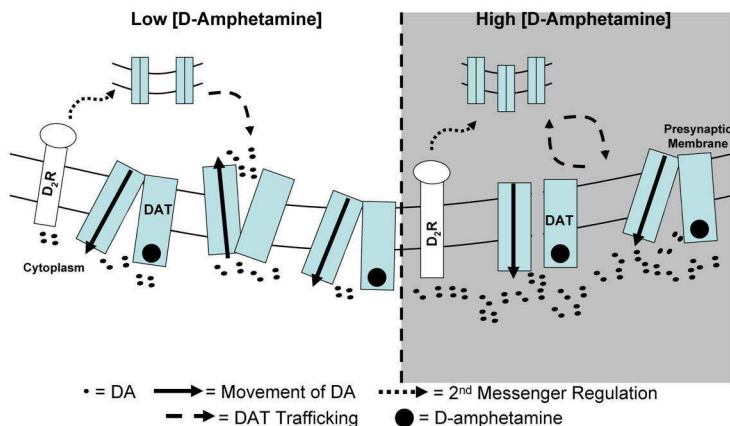 Low [D-Amphetamine]
High [D-Amphetamine]
Presynaptic
Membrane
D2R
DAT
Cytoplasm
D2R
DAT
= DA
= Movement of DA
= 2nd Messenger Regulation
= DAT Trafficking
= D-amphetamine